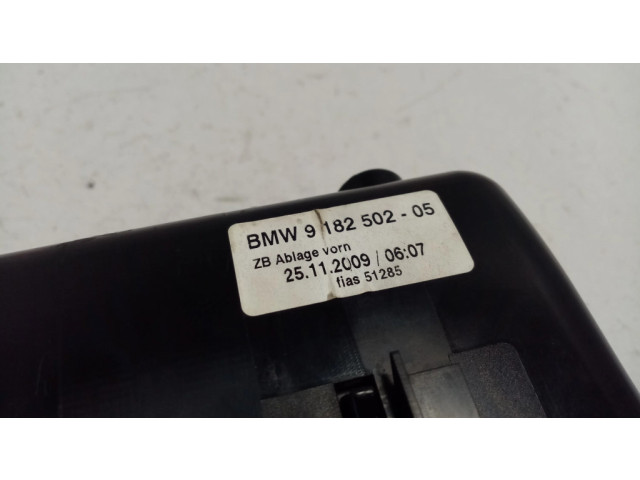 BMW 9 182 502 - 05
ZB Ablage vorn
25.11.2009 / 06:07
fias 51285